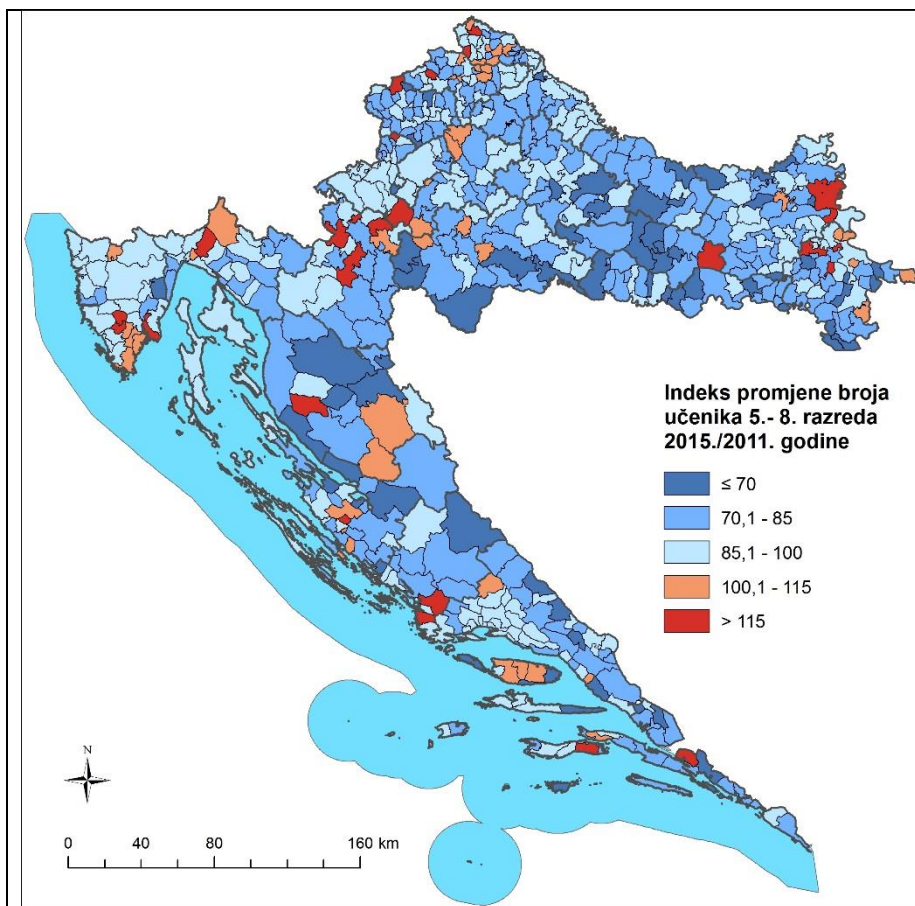 Indeks promjene broja
učenika 5.- 8. razreda
2015./2011. godine
≤ 70
70,1 - 85
85,1 - 100
100,1 - 115
> 115
N
0 40 80 160 km